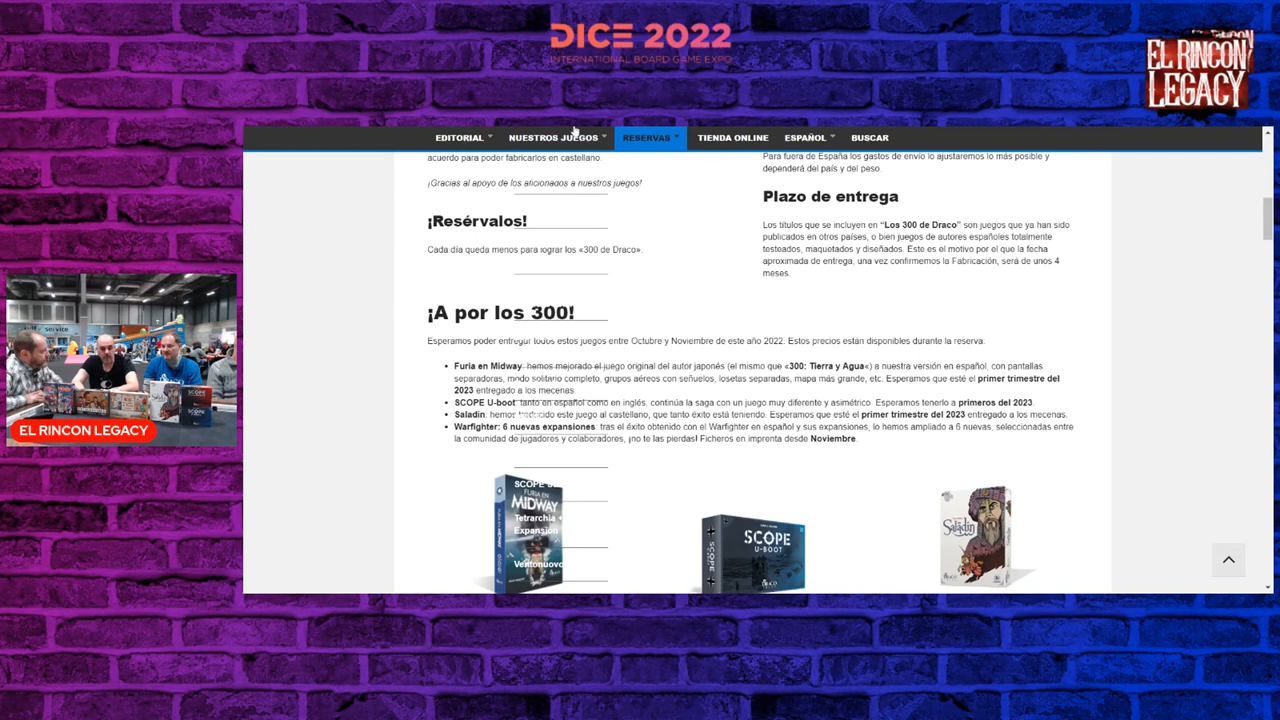 DICE 2022
INTERNATIONAL BOARD GAME EXPO
EL RINCON
LEGACY
EDITORIAL NUESTROS JUEGOS RESERVAS TIENDA ONLINE ESPAÑOL BUSCAR
acuerdo para poder fabricarlos en castellano.
¡Gracias al apoyo de los aficionados a nuestros juegos!
¡Resérvalos!
Cada día queda menos para lograr los «300 de Draco».
Para fuera de España los gastos de envío lo ajustaremos lo más posible y
dependerá del país y del peso.
Plazo de entrega
Los títulos que se incluyen en "Los 300 de Draco" son juegos que ya han sido
publicados en otros países, o bien juegos de autores españoles totalmente
testeados, maquetados y diseñados. Este es el motivo por el que la fecha
aproximada de entrega, una vez confirmemos la Fabricación, será de unos 4
meses.
¡A por los 300!
Esperamos poder entregar todos estos juegos entre Octubre y Noviembre de este año 2022. Estos precios están disponibles durante la reserva:
Furia en Midway: hemos mejorado el juego original del autor japonés (el mismo que «300: Tierra y Agua«) a nuestra versión en español, con pantallas
separadoras, modo solitario completo, grupos aéreos con señuelos, losetas separadas, mapa más grande, etc. Esperamos que esté el primer trimestre del
2023 entregado a los mecenas.
SCOPE U-boot: tanto en español como en inglés, continúa la saga con un juego muy diferente y asimétrico. Esperamos tenerlo a primeros del 2023.
Saladin: hemos traducido este juego al castellano, que tanto éxito está teniendo. Esperamos que esté el primer trimestre del 2023 entregado a los mecenas.
Warfighter: 6 nuevas expansiones: tras el éxito obtenido con el Warfighter en español y sus expansiones, lo hemos ampliado a 6 nuevas, seleccionadas entre
la comunidad de jugadores y colaboradores, ¡no te las pierdas! Ficheros en imprenta desde Noviembre.
SCOPE
Tetrarchia +
Expansión
Ventonuovo
FURIA EN
MIDWAY
SCOPE
SCOPE
U-BOOT
Saladin
service
SCOPE
SCOPE
EL RINCON LEGACY